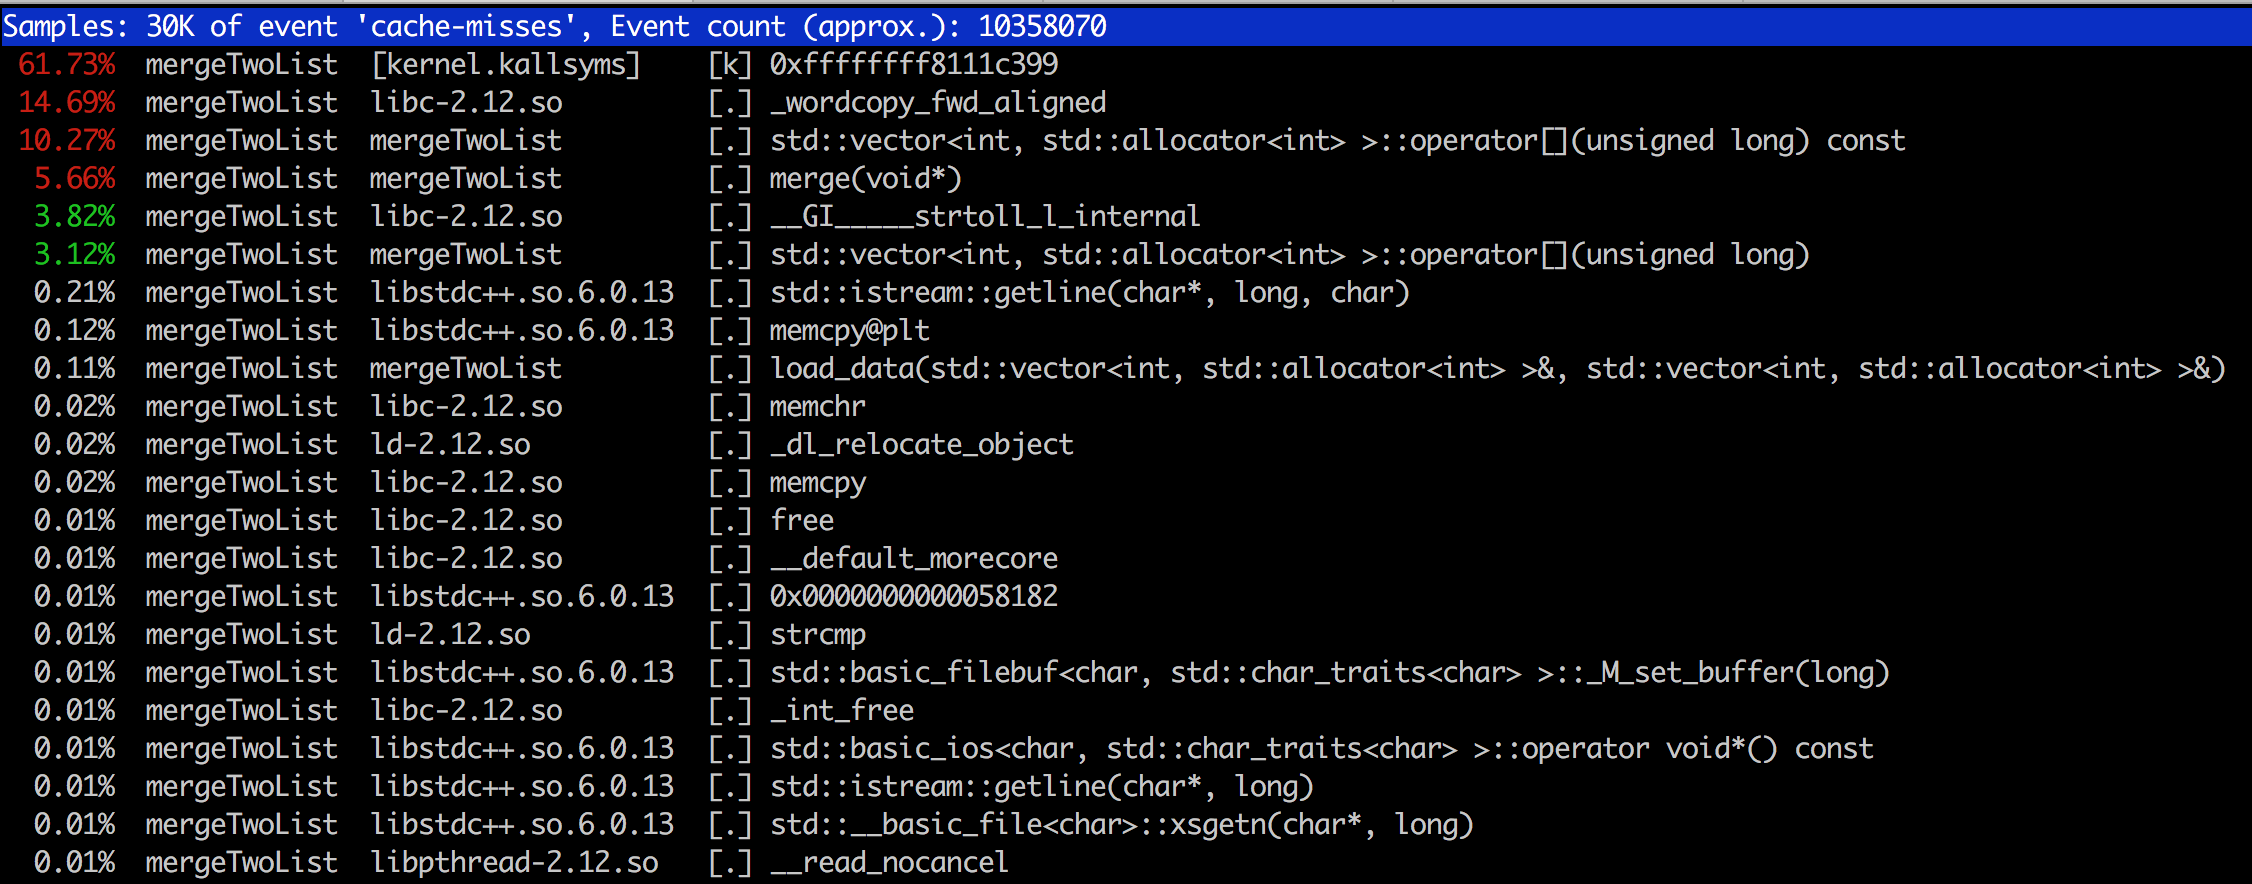 Samples: 30K of event 'cache-misses', Event count (approx.): 10358070
61.73% mergeTwoList [kernel.kallsyms] [k] 0xffffffff8111c399
14.69% mergeTwoList libc-2.12.so [.] _wordcopy_fwd_aligned
10.27% mergeTwoList mergeTwoList [.] std::vector<int, std::allocator<int> >::operator[](unsigned long) const
5.66% mergeTwoList mergeTwoList [.] merge(void*)
3.82% mergeTwoList libc-2.12.so [.] __GI_____strtoll_l_internal
3.12% mergeTwoList mergeTwoList [.] std::vector<int, std::allocator<int> >::operator[](unsigned long)
0.21% mergeTwoList libstdc++.so.6.0.13 [.] std::istream::getline(char*, long, char)
0.12% mergeTwoList libstdc++.so.6.0.13 [.] memcpy@plt
0.11% mergeTwoList mergeTwoList [.] load_data(std::vector<int, std::allocator<int> >&, std::vector<int, std::allocator<int> >&)
0.02% mergeTwoList libc-2.12.so [.] memchr
0.02% mergeTwoList ld-2.12.so [.] _dl_relocate_object
0.02% mergeTwoList libc-2.12.so [.] memcpy
0.01% mergeTwoList libc-2.12.so [.] free
0.01% mergeTwoList libc-2.12.so [.] __default_morecore
0.01% mergeTwoList libstdc++.so.6.0.13 [.] 0x0000000000058182
0.01% mergeTwoList ld-2.12.so [.] strcmp
0.01% mergeTwoList libstdc++.so.6.0.13 [.] std::basic_filebuf<char, std::char_traits<char> >::_M_set_buffer(long)
0.01% mergeTwoList libc-2.12.so [.] _int_free
0.01% mergeTwoList libstdc++.so.6.0.13 [.] std::basic_ios<char, std::char_traits<char> >::operator void*() const
0.01% mergeTwoList libstdc++.so.6.0.13 [.] std::istream::getline(char*, long)
0.01% mergeTwoList libstdc++.so.6.0.13 [.] std::__basic_file<char>::xsgetn(char*, long)
0.01% mergeTwoList libpthread-2.12.so [.] __read_nocancel